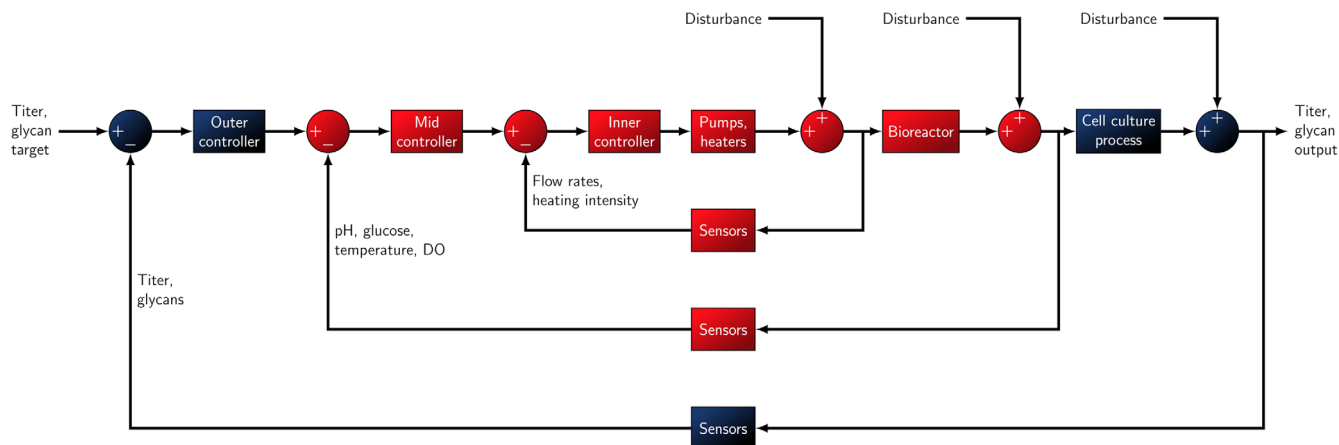 Disturbance
Disturbance
Disturbance
Titer,
glycan
target
+
−
Outer
controller
+
−
Mid
controller
+
−
Inner
controller
Pumps,
heaters
+
+
Bioreactor
+
+
Cell culture
process
+
+
Titer,
glycan
output
Flow rates,
heating intensity
Sensors
pH, glucose,
temperature, DO
Titer,
glycans
Sensors
Sensors